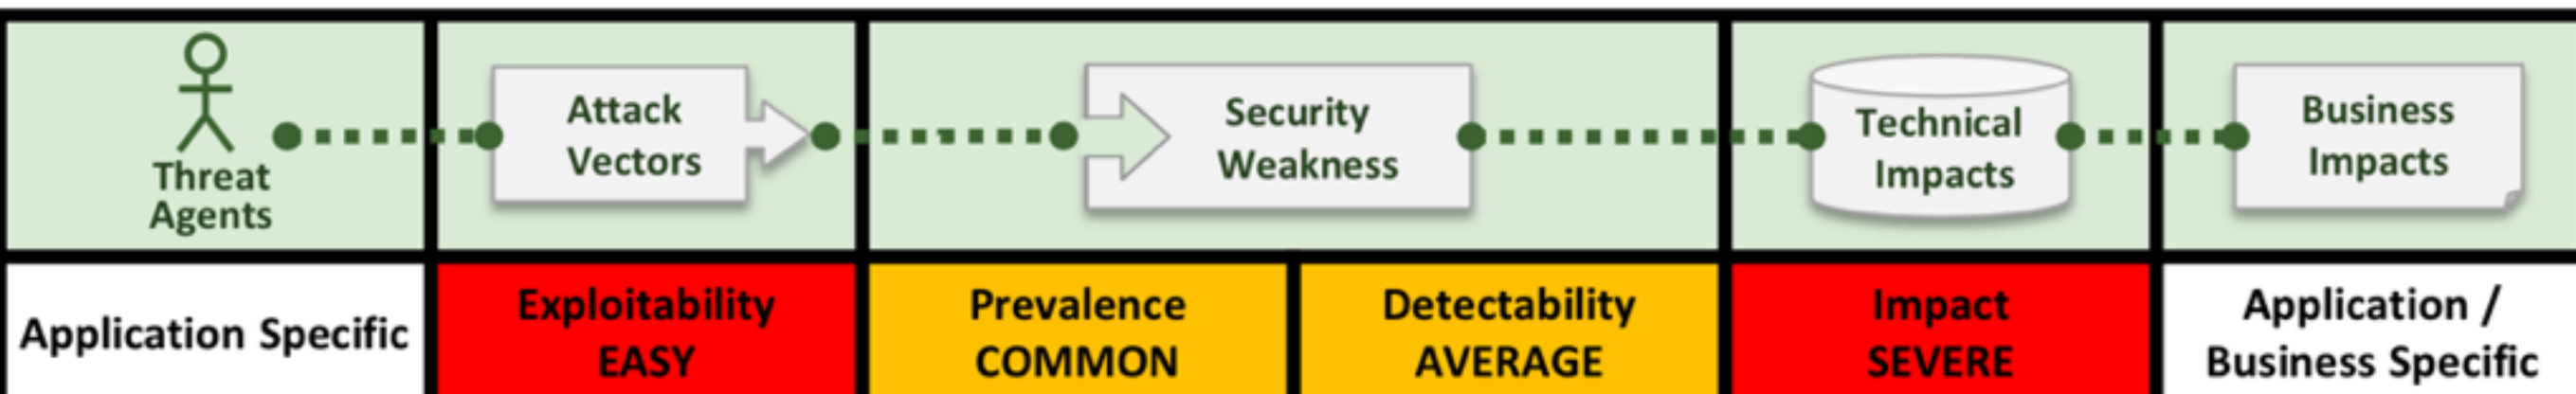 Threat
Agents
Attack
Vectors
Security
Weakness
Technical
Impacts
Business
Impacts
Application Specific
Exploitability
EASY
Prevalence
COMMON
Detectability
AVERAGE
Impact
SEVERE
Application /
Business Specific